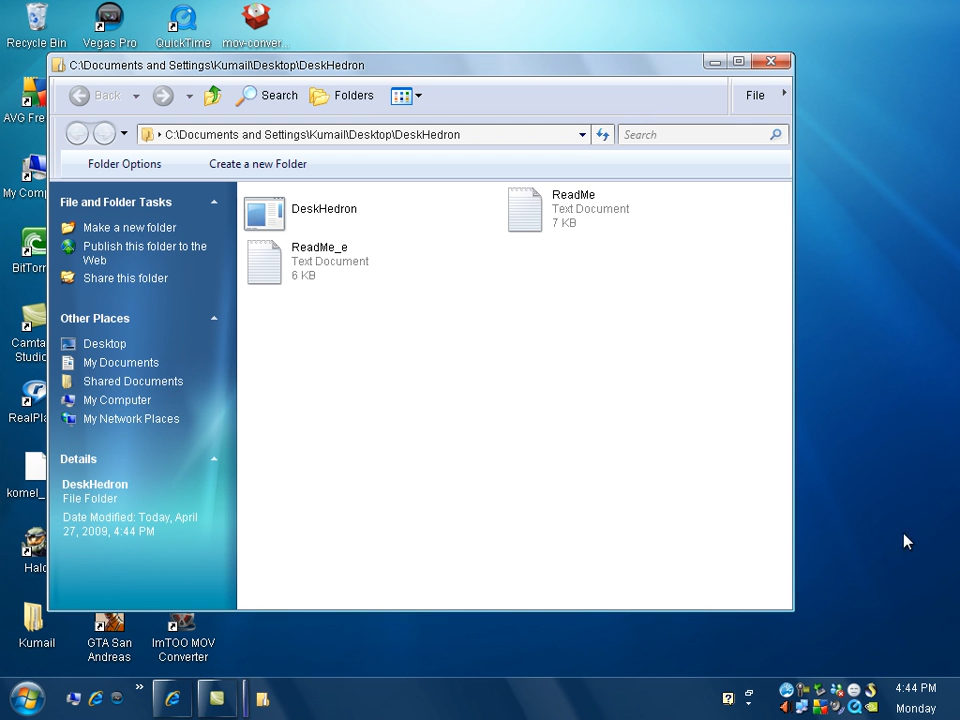 Recycle Bin
Vegas Pro
QuickTime
mov-conver...
C:\Documents and Settings\Kumail\Desktop\DeskHedron
Back
Search
Folders
File
C:\Documents and Settings\Kumail\Desktop\DeskHedron
Search
Folder Options
Create a new Folder
File and Folder Tasks
Make a new folder
Publish this folder to the
Web
Share this folder
Other Places
Desktop
My Documents
Shared Documents
My Computer
My Network Places
Details
DeskHedron
File Folder
Date Modified: Today, April
27, 2009, 4:44 PM
DeskHedron
ReadMe
Text Document
7 KB
ReadMe_e
Text Document
6 KB
AVG Fre
My Comp
BitTorr
Camta
Studio
RealPla
komel_
Halo
Kumail
GTA San
Andreas
ImTOO MOV
Converter
4:44 PM
Monday